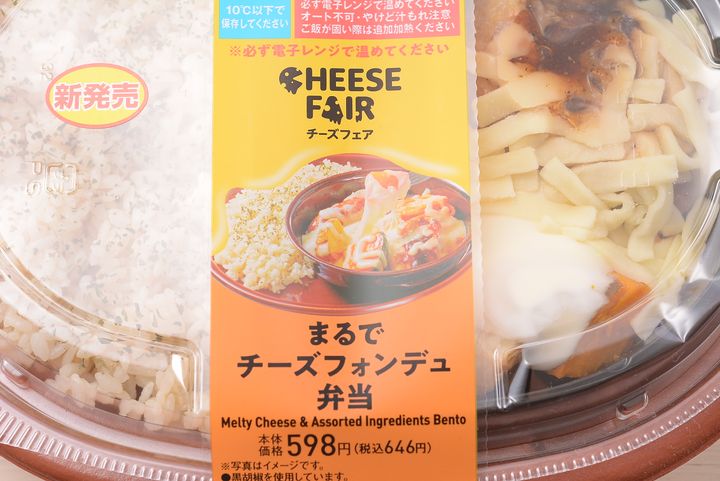 10℃以下で
保存してください
必ず電子レンジで温めてください
オート不可・やけど汁もれ注意
ご飯が固い際は追加加熱ください
※必ず電子レンジで温めてください
新発売
CHEESE
FAIR
チーズフェア
まるで
チーズフォンデュ
弁当
Melty Cheese & Assorted Ingredients Bento
本体
価格 598円(税込646円)
※写真はイメージです。
●黒胡椒を使用しています。